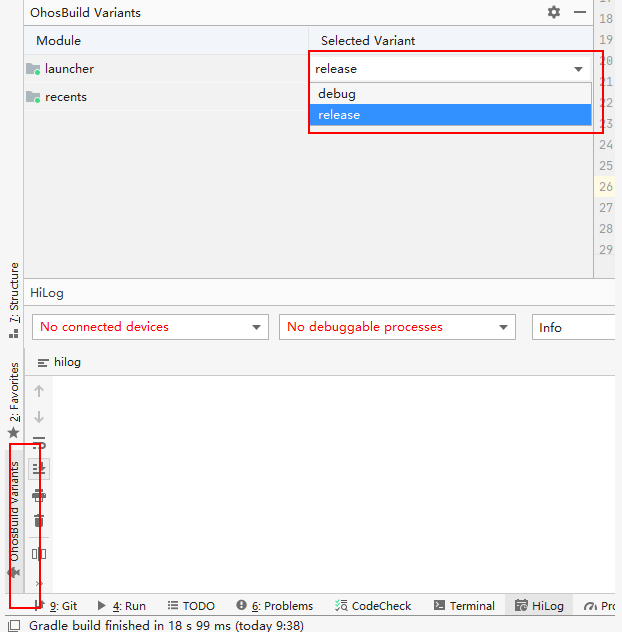 OhosBuild Variants
Module
Selected Variant
launcher
release
recents
debug
release
18
19
20
21
22
23
24
25
26
27
28
29
7: Structure
2: Favorites
OhosBuild Variants
HiLog
No connected devices
No debuggable processes
Info
hilog
9: Git
4: Run
TODO
6: Problems
CodeCheck
Terminal
HiLog
Pro
Gradle build finished in 18 s 99 ms (today 9:38)